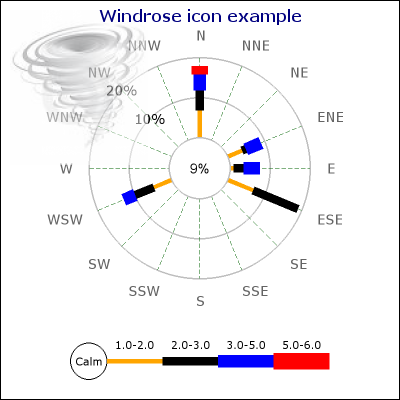 Windrose icon example
N
NNW NNE
NW NE
20%
WNW 10% ENE
W 9% E
WSW ESE
SW SE
SSW SSE
S
1.0-2.0 2.0-3.0 3.0-5.0 5.0-6.0
Calm